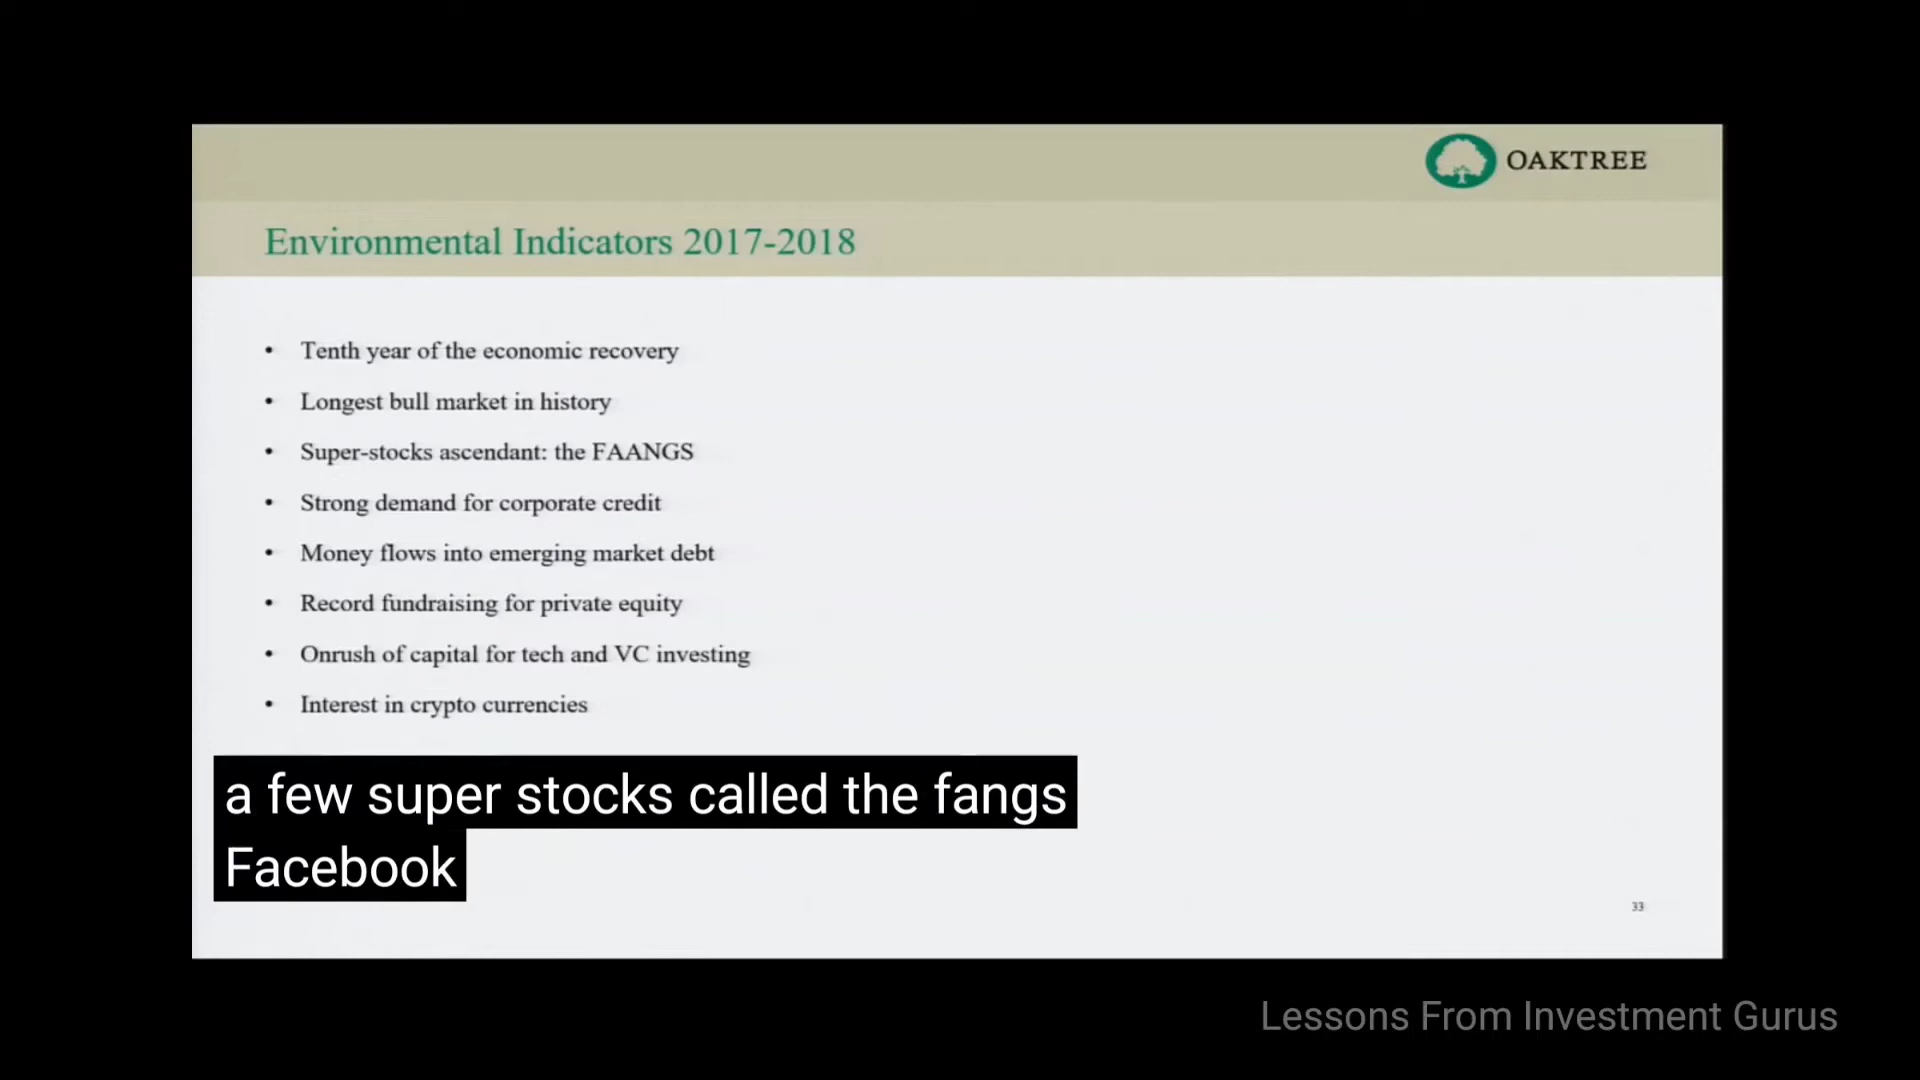 OAKTREE
Environmental Indicators 2017-2018
• Tenth year of the economic recovery
• Longest bull market in history
• Super-stocks ascendant: the FAANGS
• Strong demand for corporate credit
• Money flows into emerging market debt
• Record fundraising for private equity
• Onrush of capital for tech and VC investing
• Interest in crypto currencies
a few super stocks called the fangs
Facebook
33
Lessons From Investment Gurus